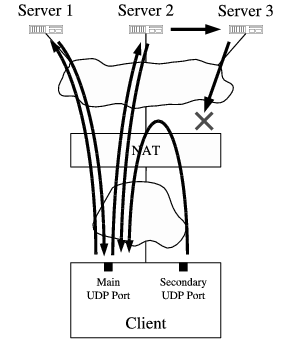 Server 1 Server 2 Server 3
NAT
Main Secondary
UDP Port UDP Port
Client